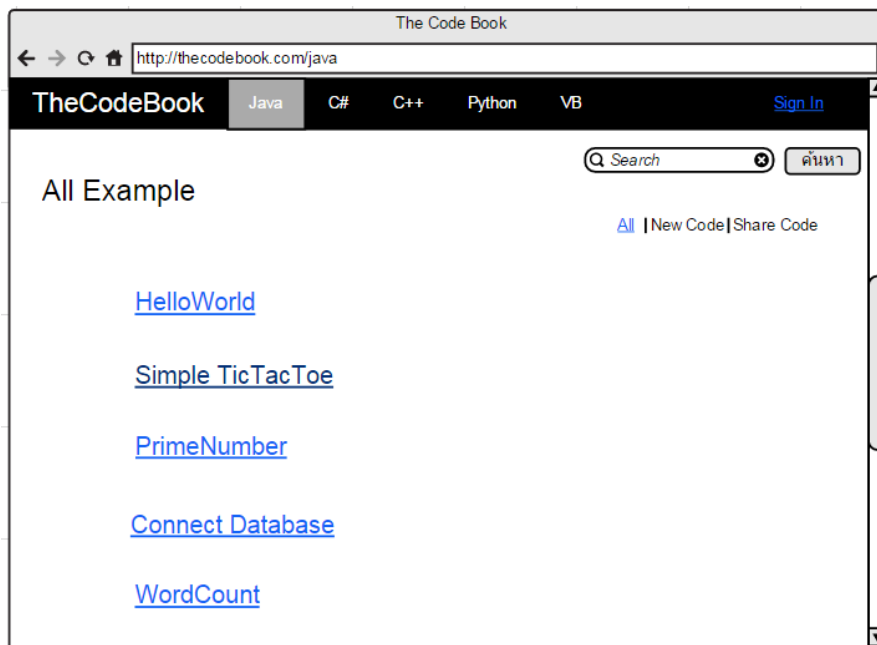 The Code Book
http://thecodebook.com/java
TheCodeBook Java C# C++ Python VB Sign In
Search ค้นหา
All Example
All | New Code | Share Code
HelloWorld
Simple TicTacToe
PrimeNumber
Connect Database
WordCount